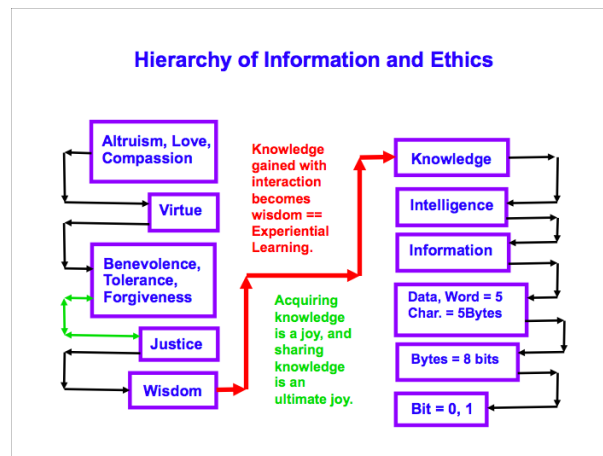 Hierarchy of Information and Ethics
Altruism, Love,
Compassion
Virtue
Benevolence,
Tolerance,
Forgiveness
Justice
Wisdom
Knowledge
gained with
interaction
becomes
wisdom ==
Experiential
Learning.
Acquiring
knowledge
is a joy, and
sharing
knowledge
is an
ultimate joy.
Knowledge
Intelligence
Information
Data, Word = 5
Char. = 5Bytes
Bytes = 8 bits
Bit = 0, 1